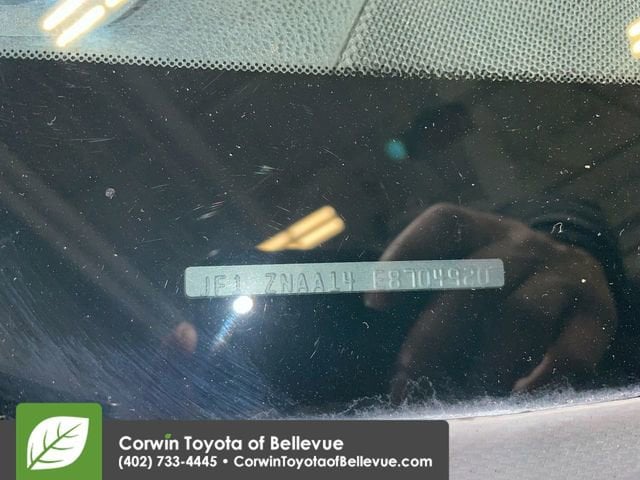 JF1 ZNAA14 E8704920
Corwin Toyota of Bellevue
(402) 733-4445 • CorwinToyotaofBellevue.com